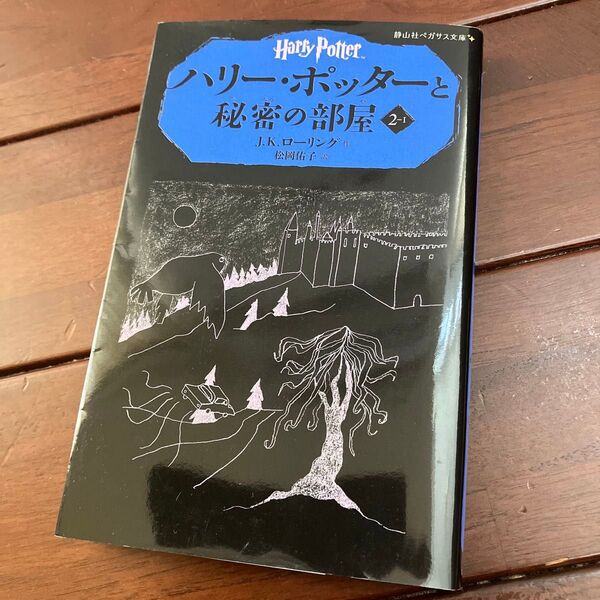 静山社ペガサス文庫
Harry Potter
ハリー・ポッターと
秘密の部屋 2-I
J.K.ローリング 作
松岡佑子 訳